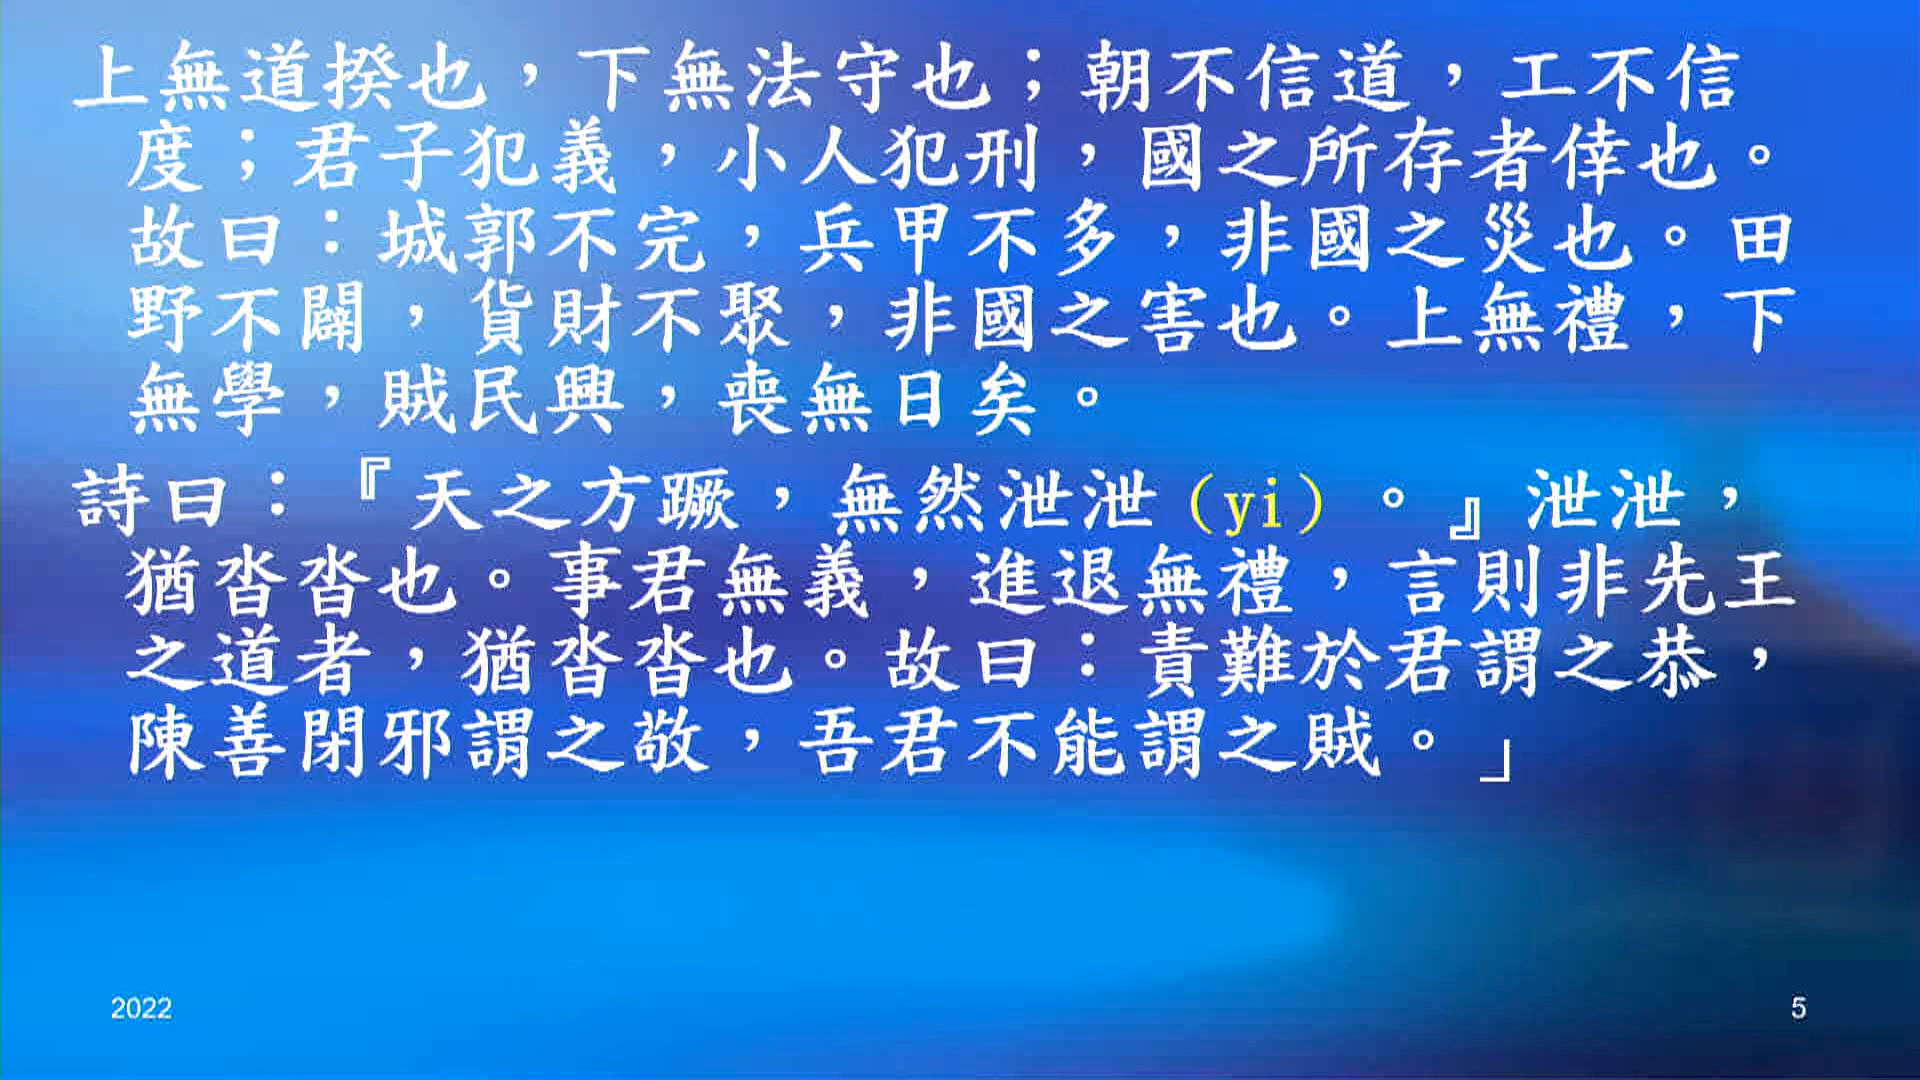 上無道揆也，下無法守也；朝不信道，工不信
度；君子犯義，小人犯刑，國之所存者倖也。
故曰：城郭不完，兵甲不多，非國之災也。田
野不闢，貨財不聚，非國之害也。上無禮，下
無學，賊民興，喪無日矣。
詩曰：『天之方蹶，無然泄泄（yi）。』泄泄，
猶沓沓也。事君無義，進退無禮，言則非先王
之道者，猶沓沓也。故曰：責難於君謂之恭，
陳善閉邪謂之敬，吾君不能謂之賊。」
2022
5